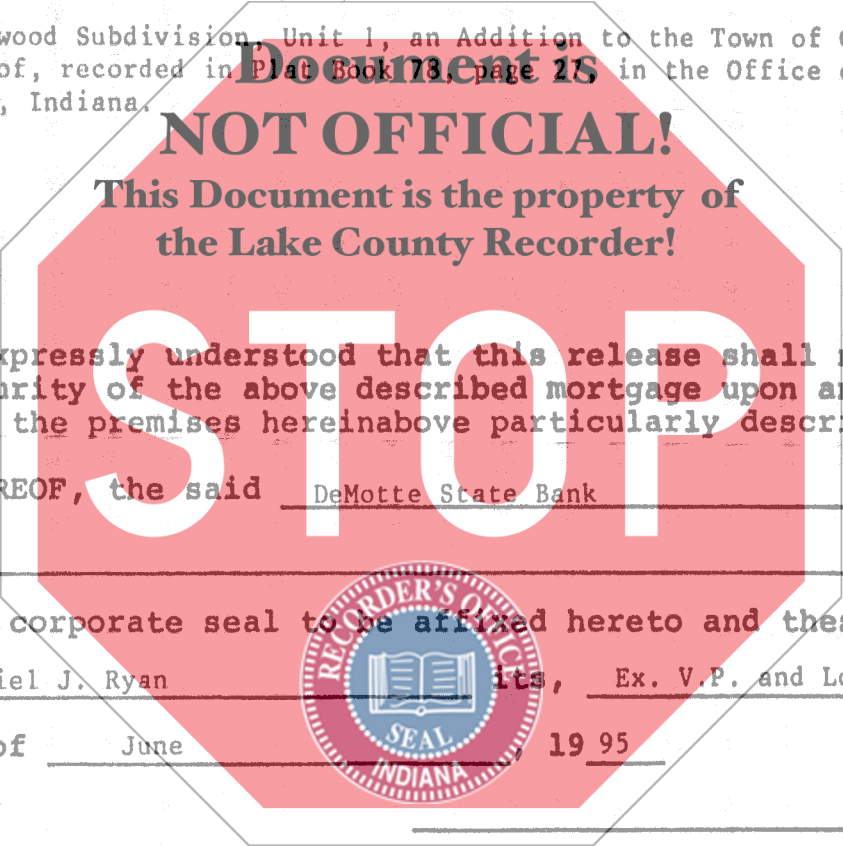 wood Subdivision, Unit 1, an Addition to the Town of
of, recorded in Plat Book 78, page 27, in the Office
, Indiana.
Document is
NOT OFFICIAL!
This Document is the property of
the Lake County Recorder!
STOP
xpressly understood that this release shall
urity of the above described mortgage upon
the premises hereinabove particularly descri
REOF, the said DeMotte State Bank
corporate seal to be affixed hereto and thes
iel J. Ryan its, Ex. V.P. and Lo
of June , 19 95
RECORDER'S OFFICE
SEAL
INDIANA